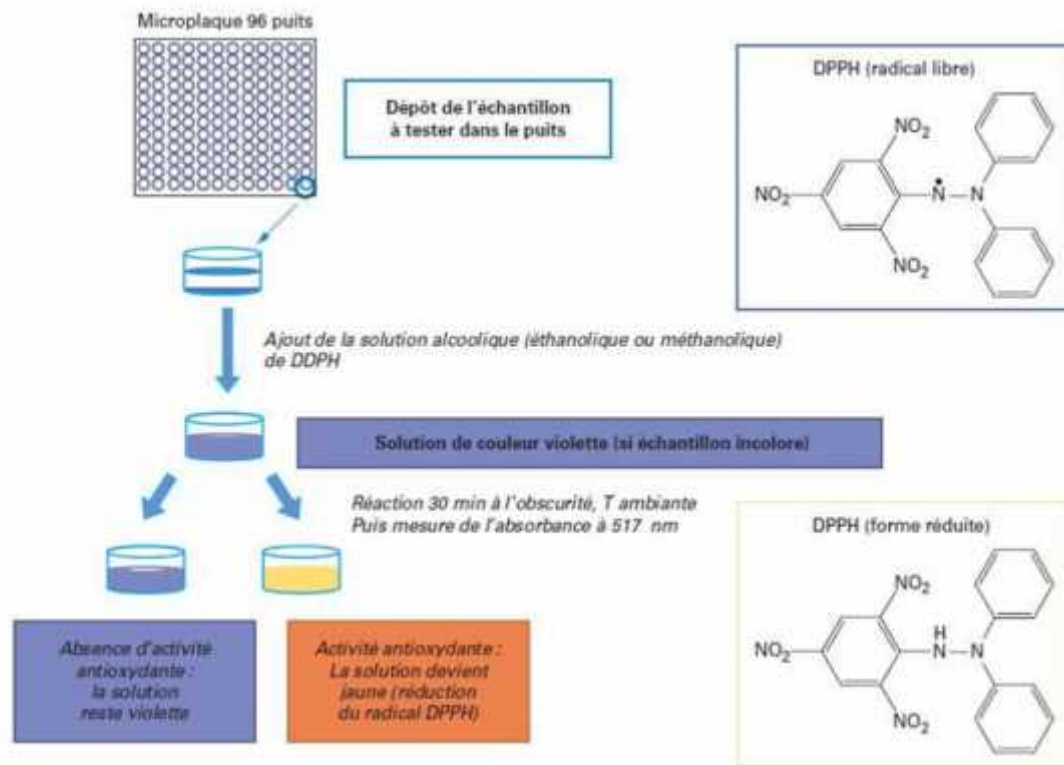 Microplaque 96 puits
Dépôt de l'échantillon
à tester dans le puits
DPPH (radical libre)
NO2
NO2
N
N
NO2
Ajout de la solution alcoolique (éthanolique ou méthanolique)
de DDPH
Solution de couleur violette (si échantillon incolore)
Réaction 30 min à l'obscurité, T ambiante
Puis mesure de l'absorbance à 517 nm
DPPH (forme réduite)
NO2
H
NO2
N
N
NO2
Absence d'activité
antioxydante :
la solution
reste violette
Activité antioxydante :
La solution devient
jaune (réduction
du radical DPPH)